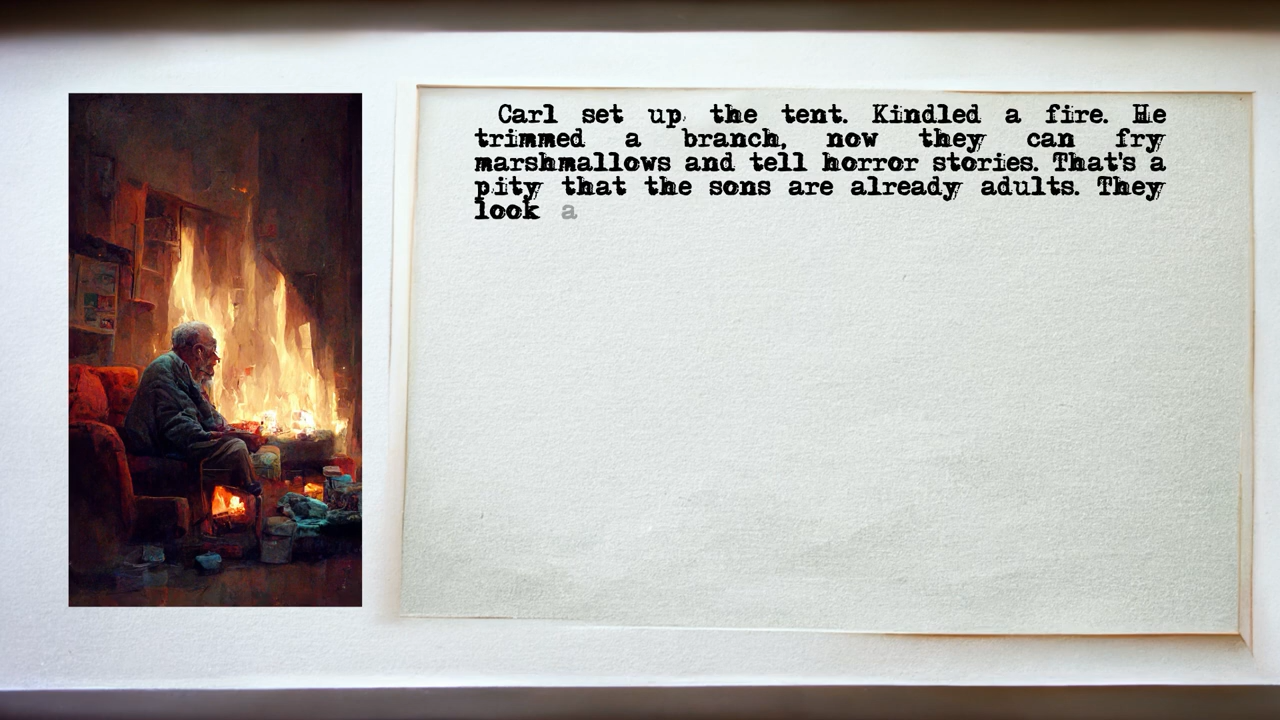 Carl set up the tent. Kindled a fire. He
trimmed a branch, now they can fry
marshmallows and tell horror stories. That's a
pity that the sons are already adults. They
look a